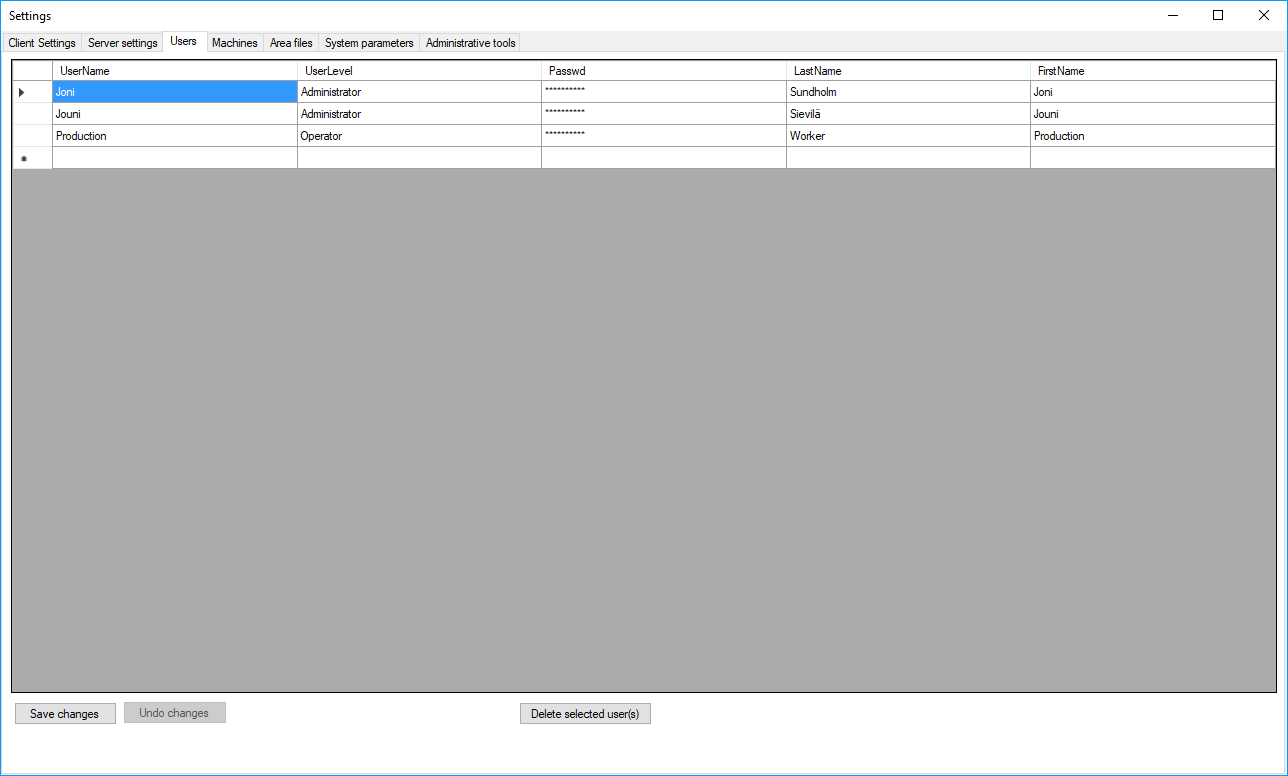 Settings
Client Settings Server settings Users Machines Area files System parameters Administrative tools
UserName UserLevel Passwd LastName FirstName
Joni Administrator ********** Sundholm Joni
Jouni Administrator ********** Sievilä Jouni
Production Operator ********** Worker Production
Save changes Undo changes Delete selected user(s)